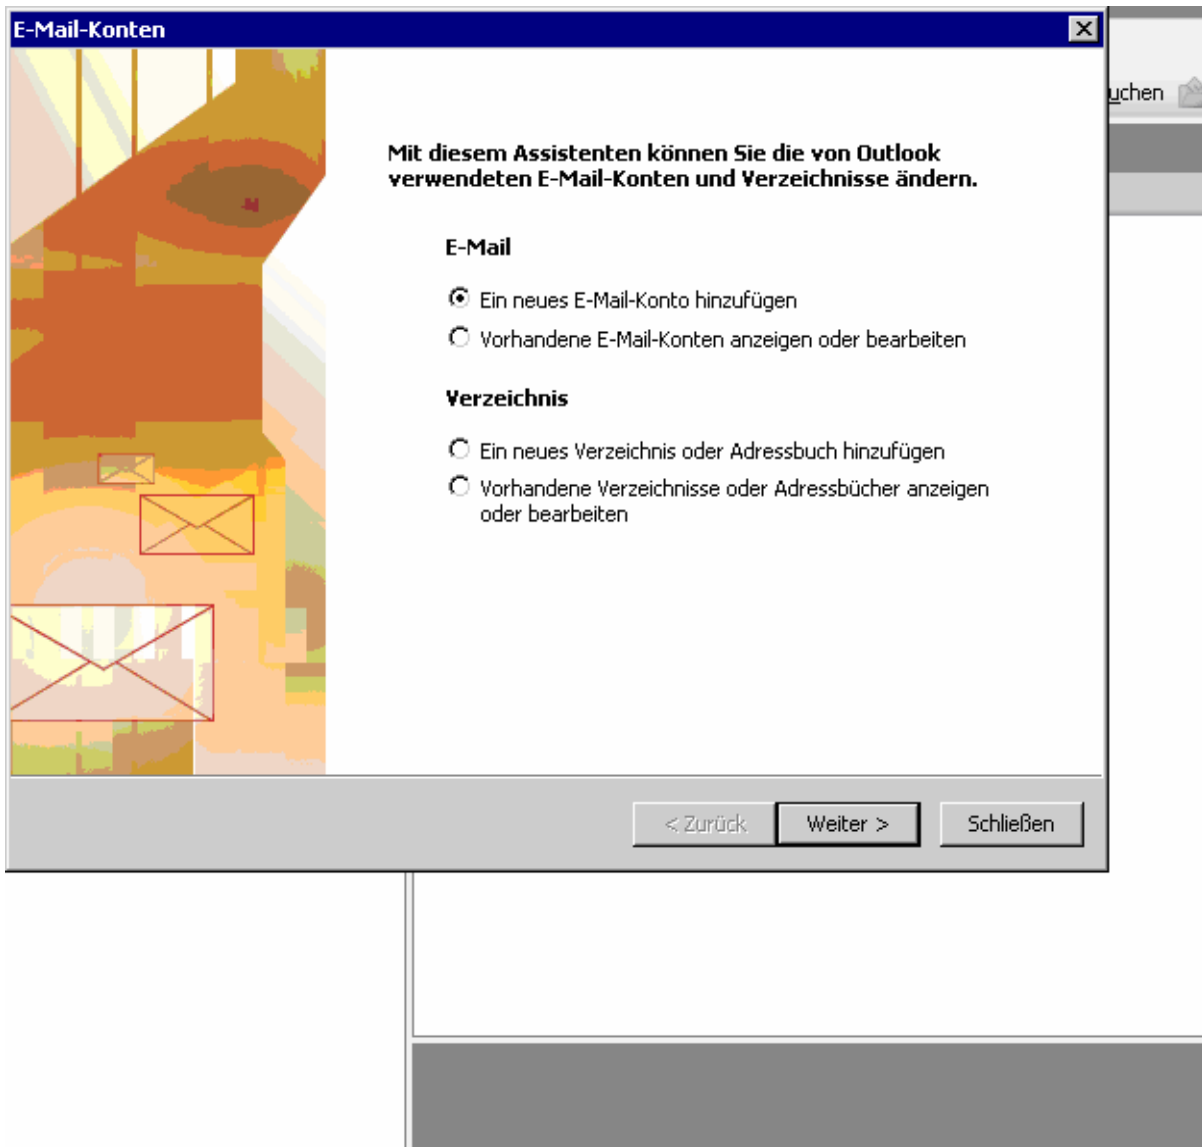 E-Mail-Konten
uchen
Mit diesem Assistenten können Sie die von Outlook
verwendeten E-Mail-Konten und Verzeichnisse ändern.
E-Mail
Ein neues E-Mail-Konto hinzufügen
Vorhandene E-Mail-Konten anzeigen oder bearbeiten
Verzeichnis
Ein neues Verzeichnis oder Adressbuch hinzufügen
Vorhandene Verzeichnisse oder Adressbücher anzeigen
oder bearbeiten
< Zurück
Weiter >
Schließen